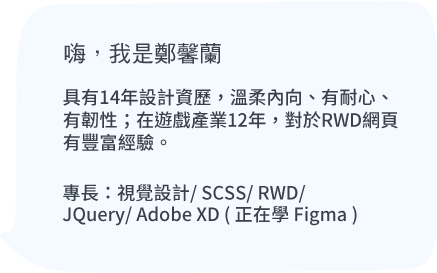 嗨，我是鄭馨蘭
具有14年設計資歷，溫柔內向、有耐心、
有韌性；在遊戲產業12年，對於RWD網頁
有豐富經驗。
專長：視覺設計/ SCSS/ RWD/
JQuery/ Adobe XD ( 正在學 Figma )